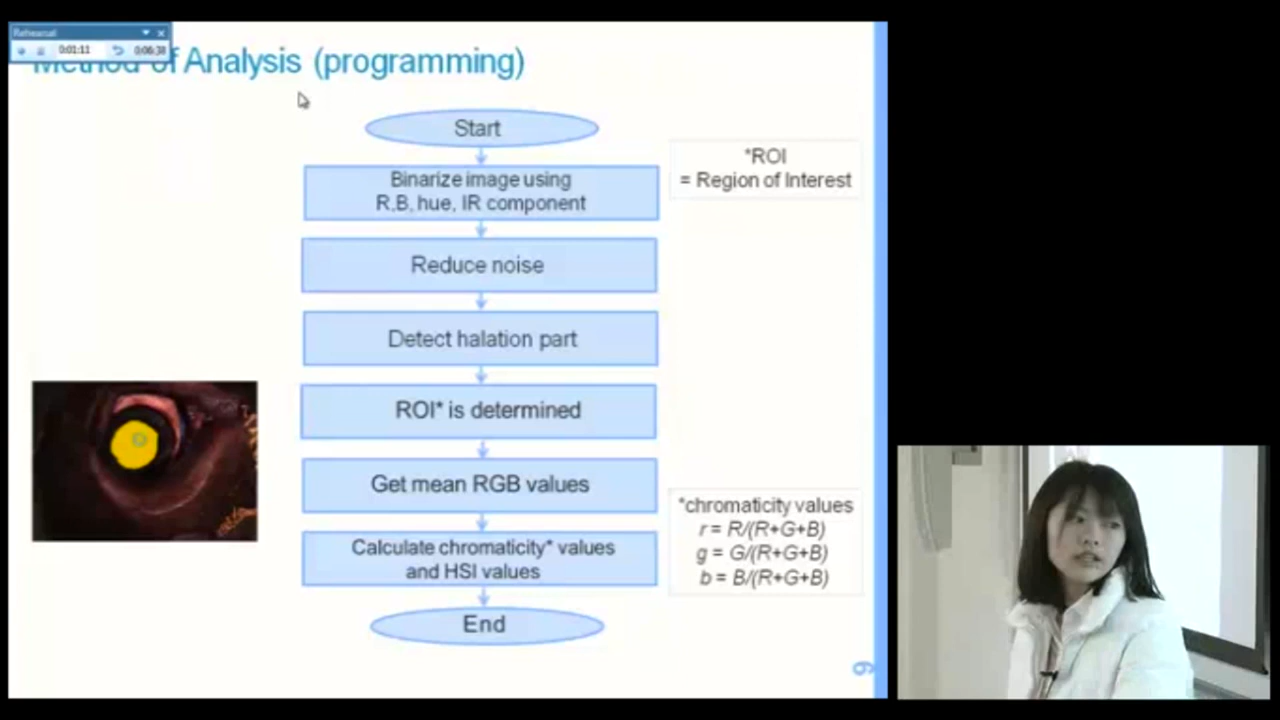 Rehearsal
0:01:11 0:06:38
Method of Analysis (programming)
Start
Binarize image using
R,B, hue, IR component
Reduce noise
Detect halation part
ROI* is determined
Get mean RGB values
Calculate chromaticity* values
and HSI values
End
*ROI
= Region of Interest
*chromaticity values
r = R/(R+G+B)
g = G/(R+G+B)
b = B/(R+G+B)
9